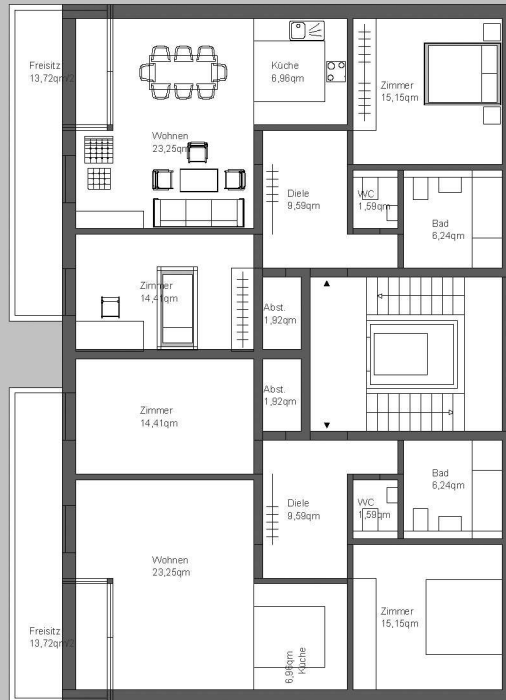 Freisitz
13,72qm/2
Küche
6,96qm
Zimmer
15,15qm
Wohnen
23,25qm
Diele
9,59qm
WC
1,59qm
Bad
6,24qm
Zimmer
14,41qm
Abst.
1,92qm
Abst.
1,92qm
Zimmer
14,41qm
Bad
6,24qm
Diele
9,59qm
WC
1,59qm
Wohnen
23,25qm
Freisitz
13,72qm/2
Zimmer
15,15qm
Küche
6,96qm